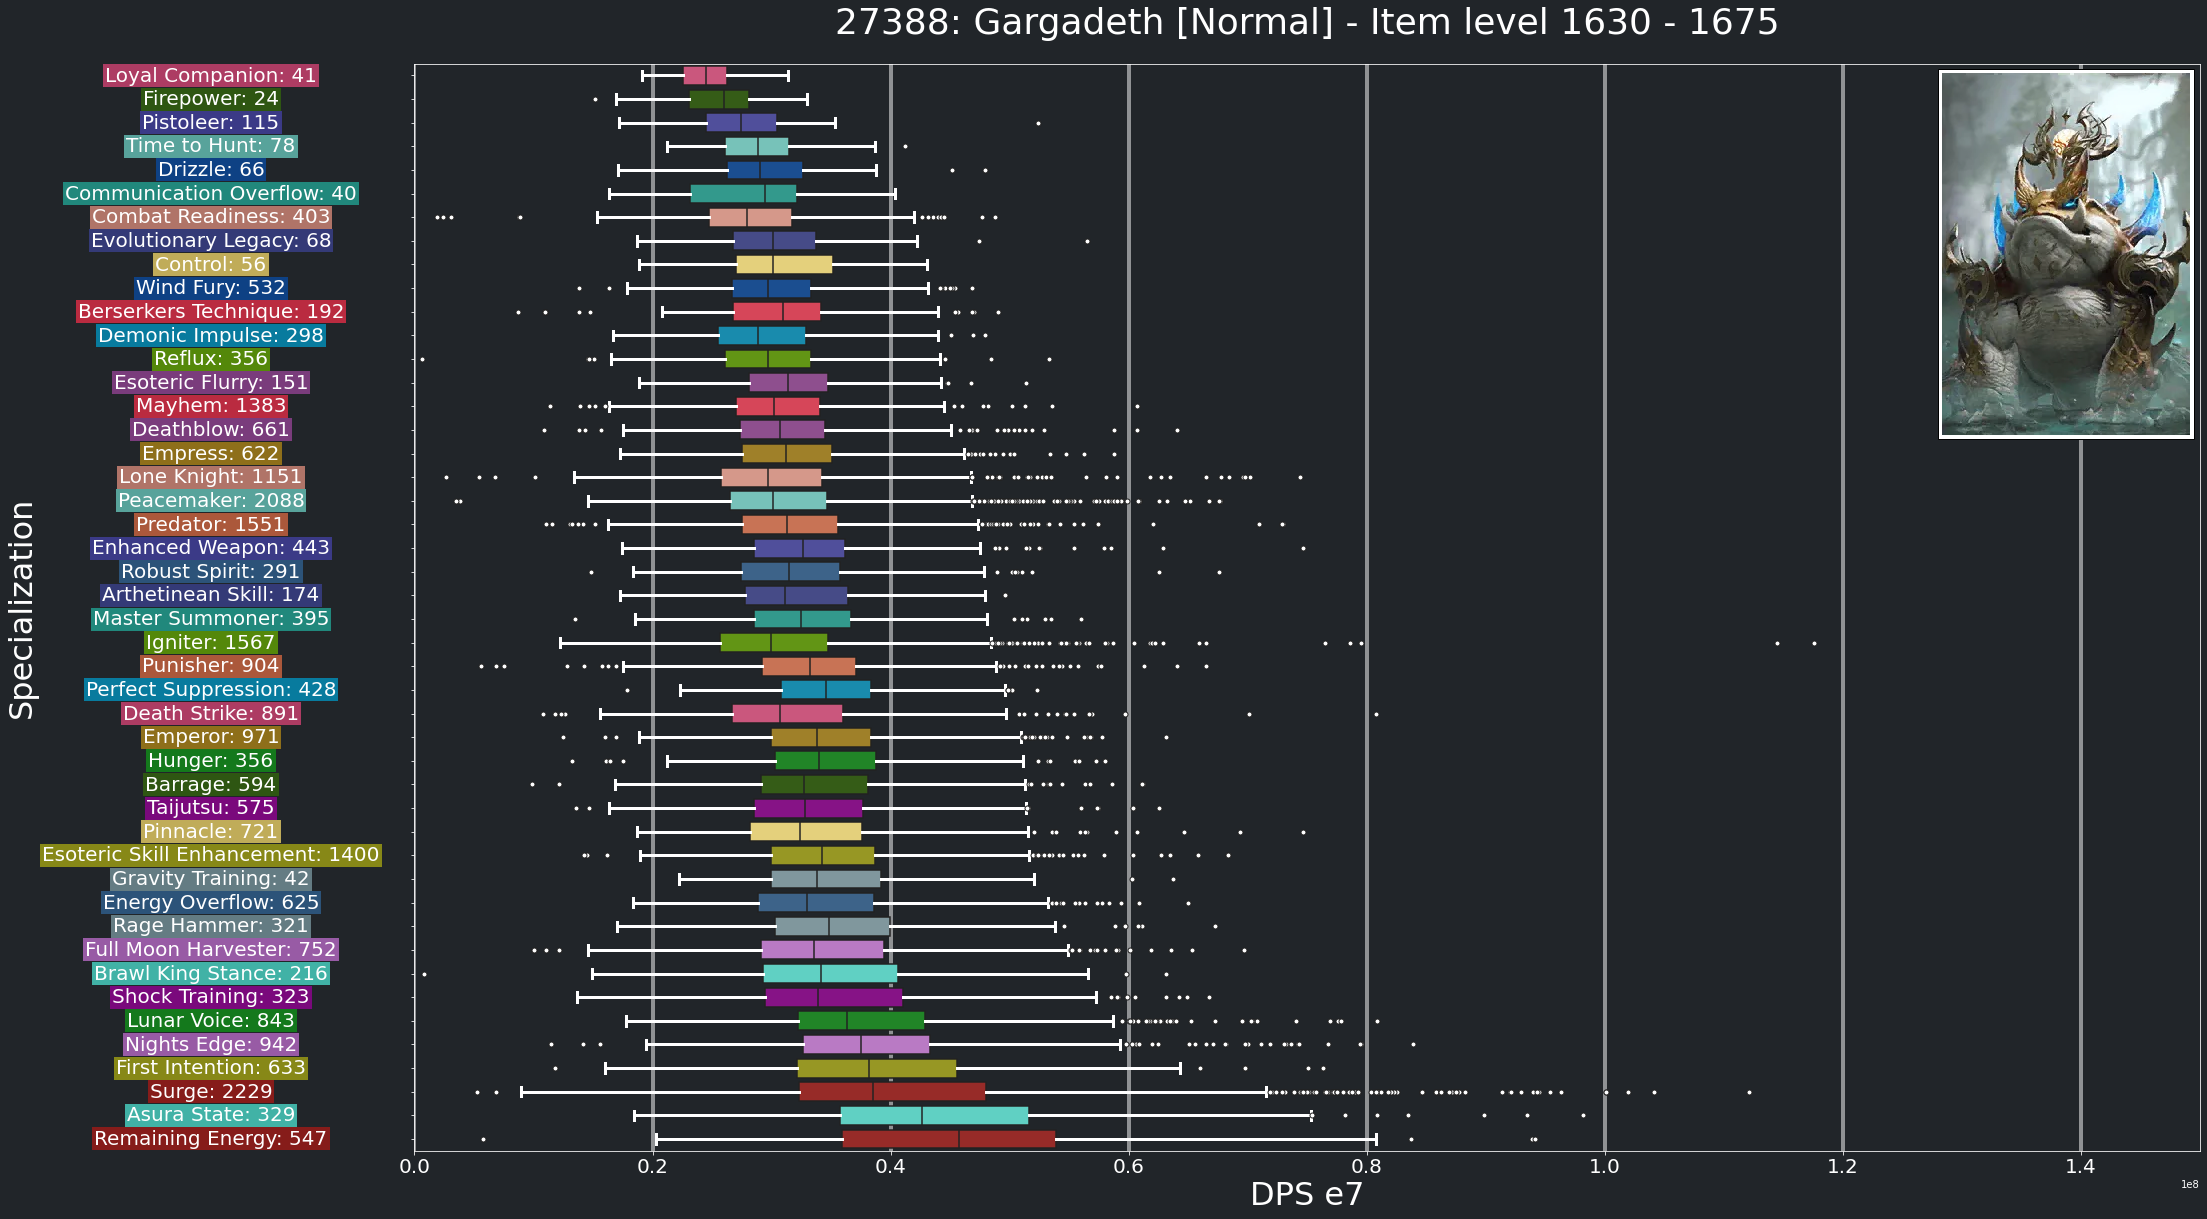 27388: Gargadeth [Normal] - Item level 1630 - 1675
Specialization
Loyal Companion: 41
Firepower: 24
Pistoleer: 115
Time to Hunt: 78
Drizzle: 66
Communication Overflow: 40
Combat Readiness: 403
Evolutionary Legacy: 68
Control: 56
Wind Fury: 532
Berserkers Technique: 192
Demonic Impulse: 298
Reflux: 356
Esoteric Flurry: 151
Mayhem: 1383
Deathblow: 661
Empress: 622
Lone Knight: 1151
Peacemaker: 2088
Predator: 1551
Enhanced Weapon: 443
Robust Spirit: 291
Arthetinean Skill: 174
Master Summoner: 395
Igniter: 1567
Punisher: 904
Perfect Suppression: 428
Death Strike: 891
Emperor: 971
Hunger: 356
Barrage: 594
Taijutsu: 575
Pinnacle: 721
Esoteric Skill Enhancement: 1400
Gravity Training: 42
Energy Overflow: 625
Rage Hammer: 321
Full Moon Harvester: 752
Brawl King Stance: 216
Shock Training: 323
Lunar Voice: 843
Nights Edge: 942
First Intention: 633
Surge: 2229
Asura State: 329
Remaining Energy: 547
0.0 0.2 0.4 0.6 0.8 1.0 1.2 1.4
1e8
DPS e7